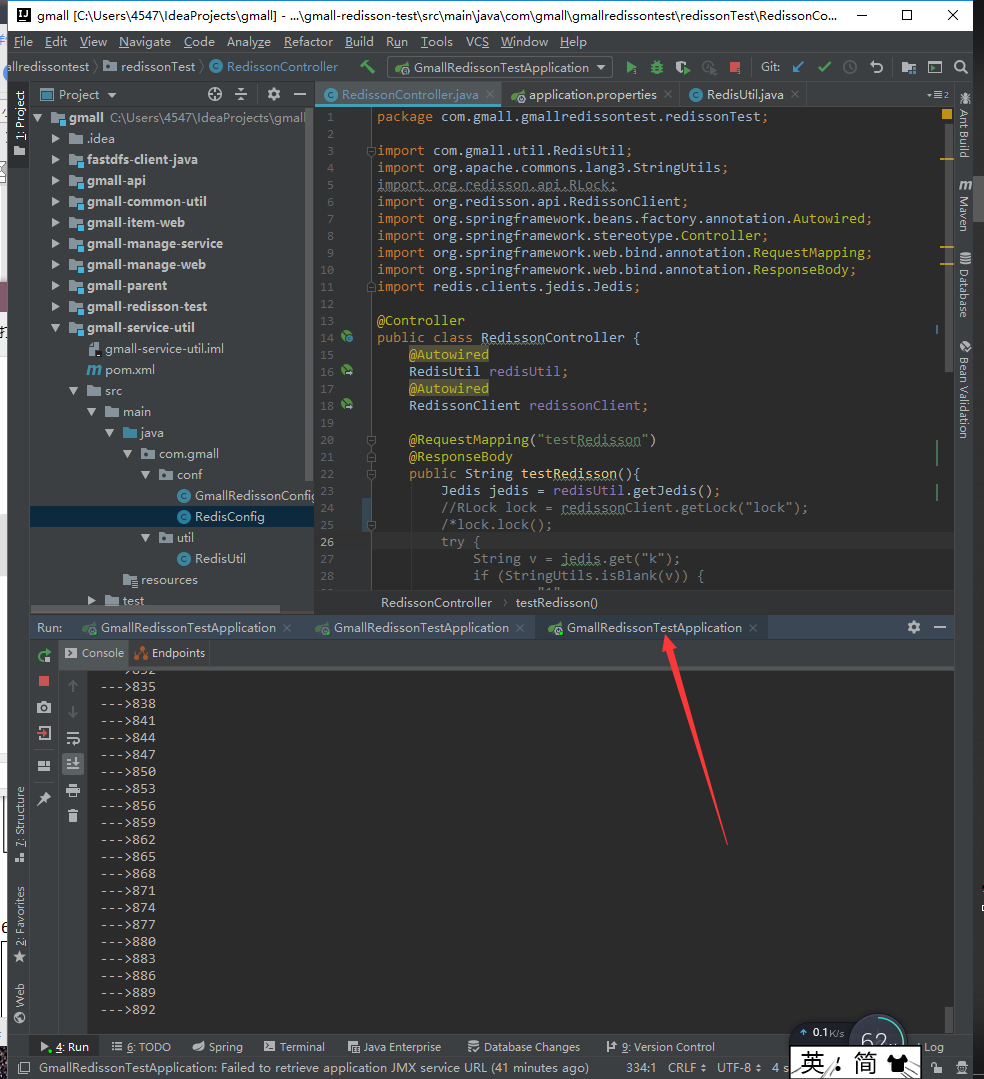 gmall [C:\Users\4547\IdeaProjects\gmall] - ...\gmall-redisson-test\src\main\java\com\gmall\gmallredissontest\redissonTest\RedissonCo...
File Edit View Navigate Code Analyze Refactor Build Run Tools VCS Window Help
allredissontest redissonTest RedissonController GmallRedissonTestApplication Git:
1: Project
Project
RedissonController.java application.properties RedisUtil.java
2
gmall C:\Users\4547\IdeaProjects\gmall
.idea
fastdfs-client-java
gmall-api
gmall-common-util
gmall-item-web
gmall-manage-service
gmall-manage-web
gmall-parent
gmall-redisson-test
gmall-service-util
gmall-service-util.iml
pom.xml
src
main
java
com.gmall
conf
GmallRedissonConfig
RedisConfig
util
RedisUtil
resources
test
1 package com.gmall.gmallredissontest.redissonTest;
2
3 import com.gmall.util.RedisUtil;
4 import org.apache.commons.lang3.StringUtils;
5 import org.redisson.api.RLock;
6 import org.redisson.api.RedissonClient;
7 import org.springframework.beans.factory.annotation.Autowired;
8 import org.springframework.stereotype.Controller;
9 import org.springframework.web.bind.annotation.RequestMapping;
10 import org.springframework.web.bind.annotation.ResponseBody;
11 import redis.clients.jedis.Jedis;
12
13 @Controller
14 public class RedissonController {
15 @Autowired
16 RedisUtil redisUtil;
17 @Autowired
18 RedissonClient redissonClient;
19
20 @RequestMapping("testRedisson")
21 @ResponseBody
22 public String testRedisson(){
23 Jedis jedis = redisUtil.getJedis();
24 //RLock lock = redissonClient.getLock("lock");
25 /*lock.lock();
26 try {
27 String v = jedis.get("k");
28 if (StringUtils.isBlank(v)) {
RedissonController testRedisson()
Ant Build
Maven
Database
Bean Validation
Run: GmallRedissonTestApplication GmallRedissonTestApplication GmallRedissonTestApplication
Console Endpoints
--->835
--->838
--->841
--->844
--->847
--->850
--->853
--->856
--->859
--->862
--->865
--->868
--->871
--->874
--->877
--->880
--->883
--->886
--->889
--->892
7: Structure
2: Favorites
Web
4: Run 6: TODO Spring Terminal Java Enterprise Database Changes 9: Version Control Log
0.1K/s
62
GmallRedissonTestApplication: Failed to retrieve application JMX service URL (41 minutes ago) 334:1 CRLF UTF-8 4 s
英 简